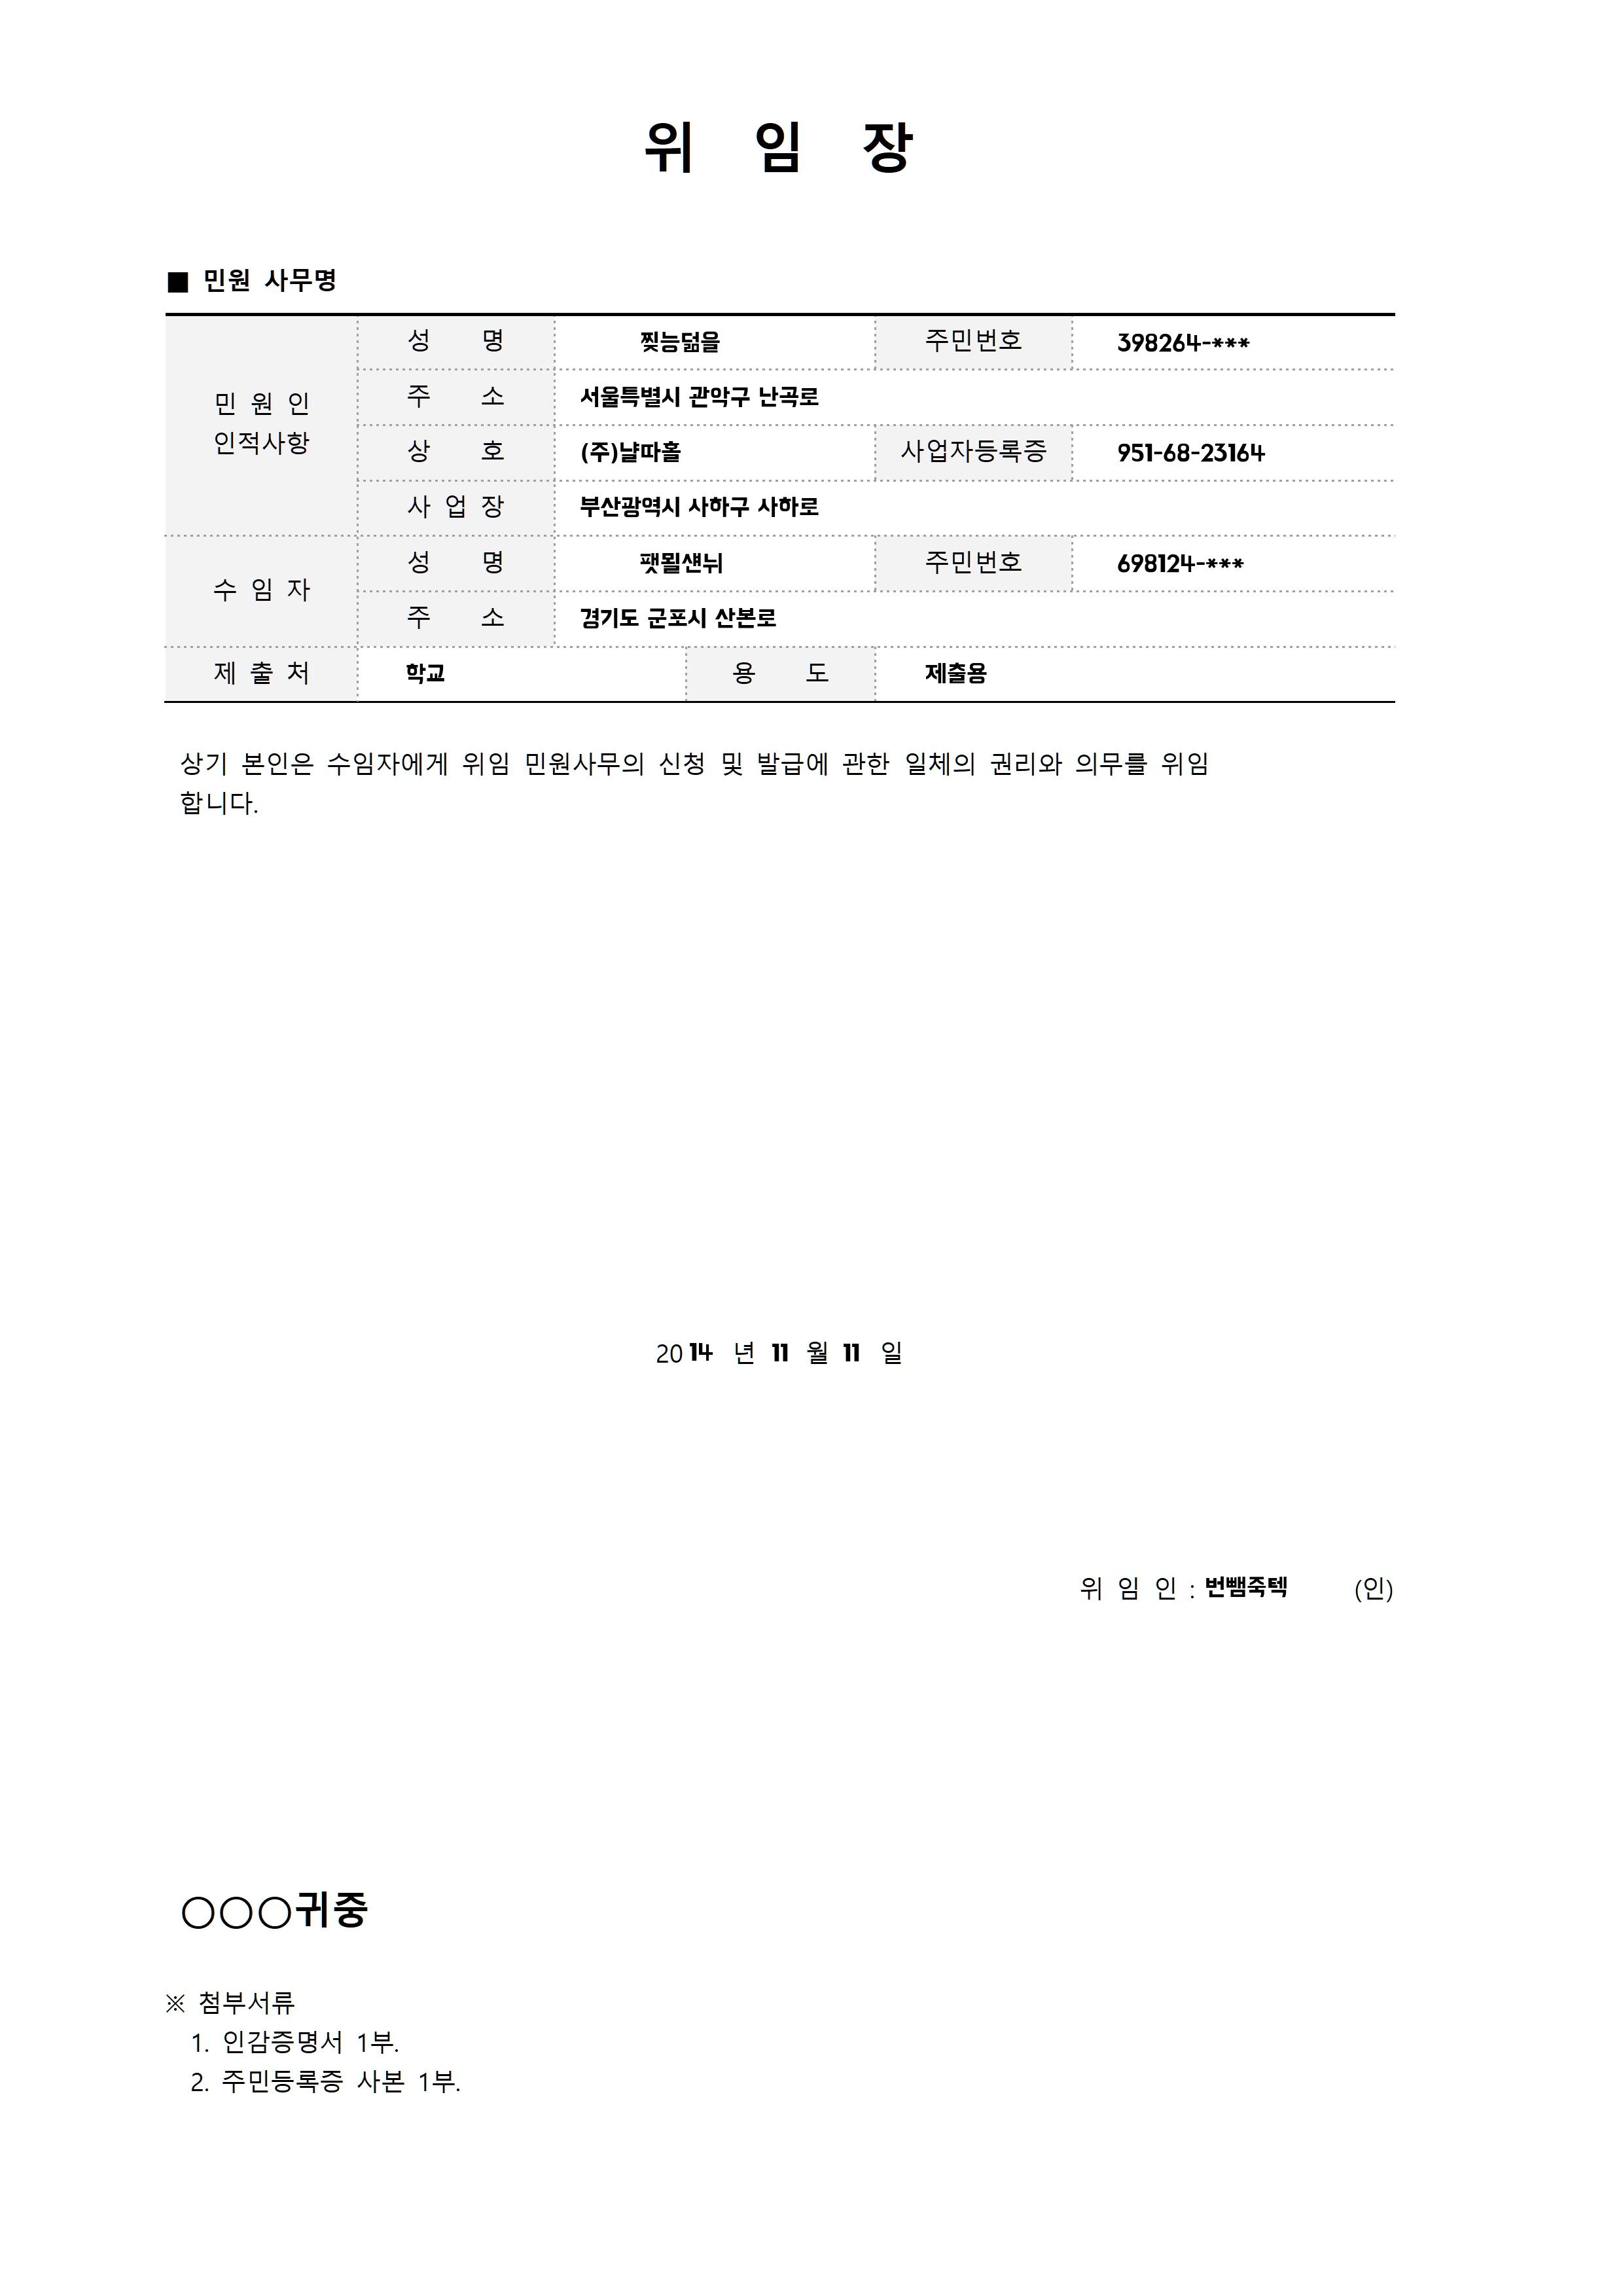 위 임 장
■ 민원 사무명
민 원 인 인적사항
성 명 찢능덞을 주민번호 398264-***
주 소 서울특별시 관악구 난곡로
상 호 (주)냘따홀 사업자등록증 951-68-23164
사 업 장 부산광역시 사하구 사하로
수 임 자
성 명 팻뫨섄뉘 주민번호 698124-***
주 소 경기도 군포시 산본로
제 출 처 학교 용 도 제출용
상기 본인은 수임자에게 위임 민원사무의 신청 및 발급에 관한 일체의 권리와 의무를 위임
합니다.
2014 년 11 월 11 일
위 임 인 : 번뺌죽텍 (인)
○○○귀중
※ 첨부서류
1. 인감증명서 1부.
2. 주민등록증 사본 1부.